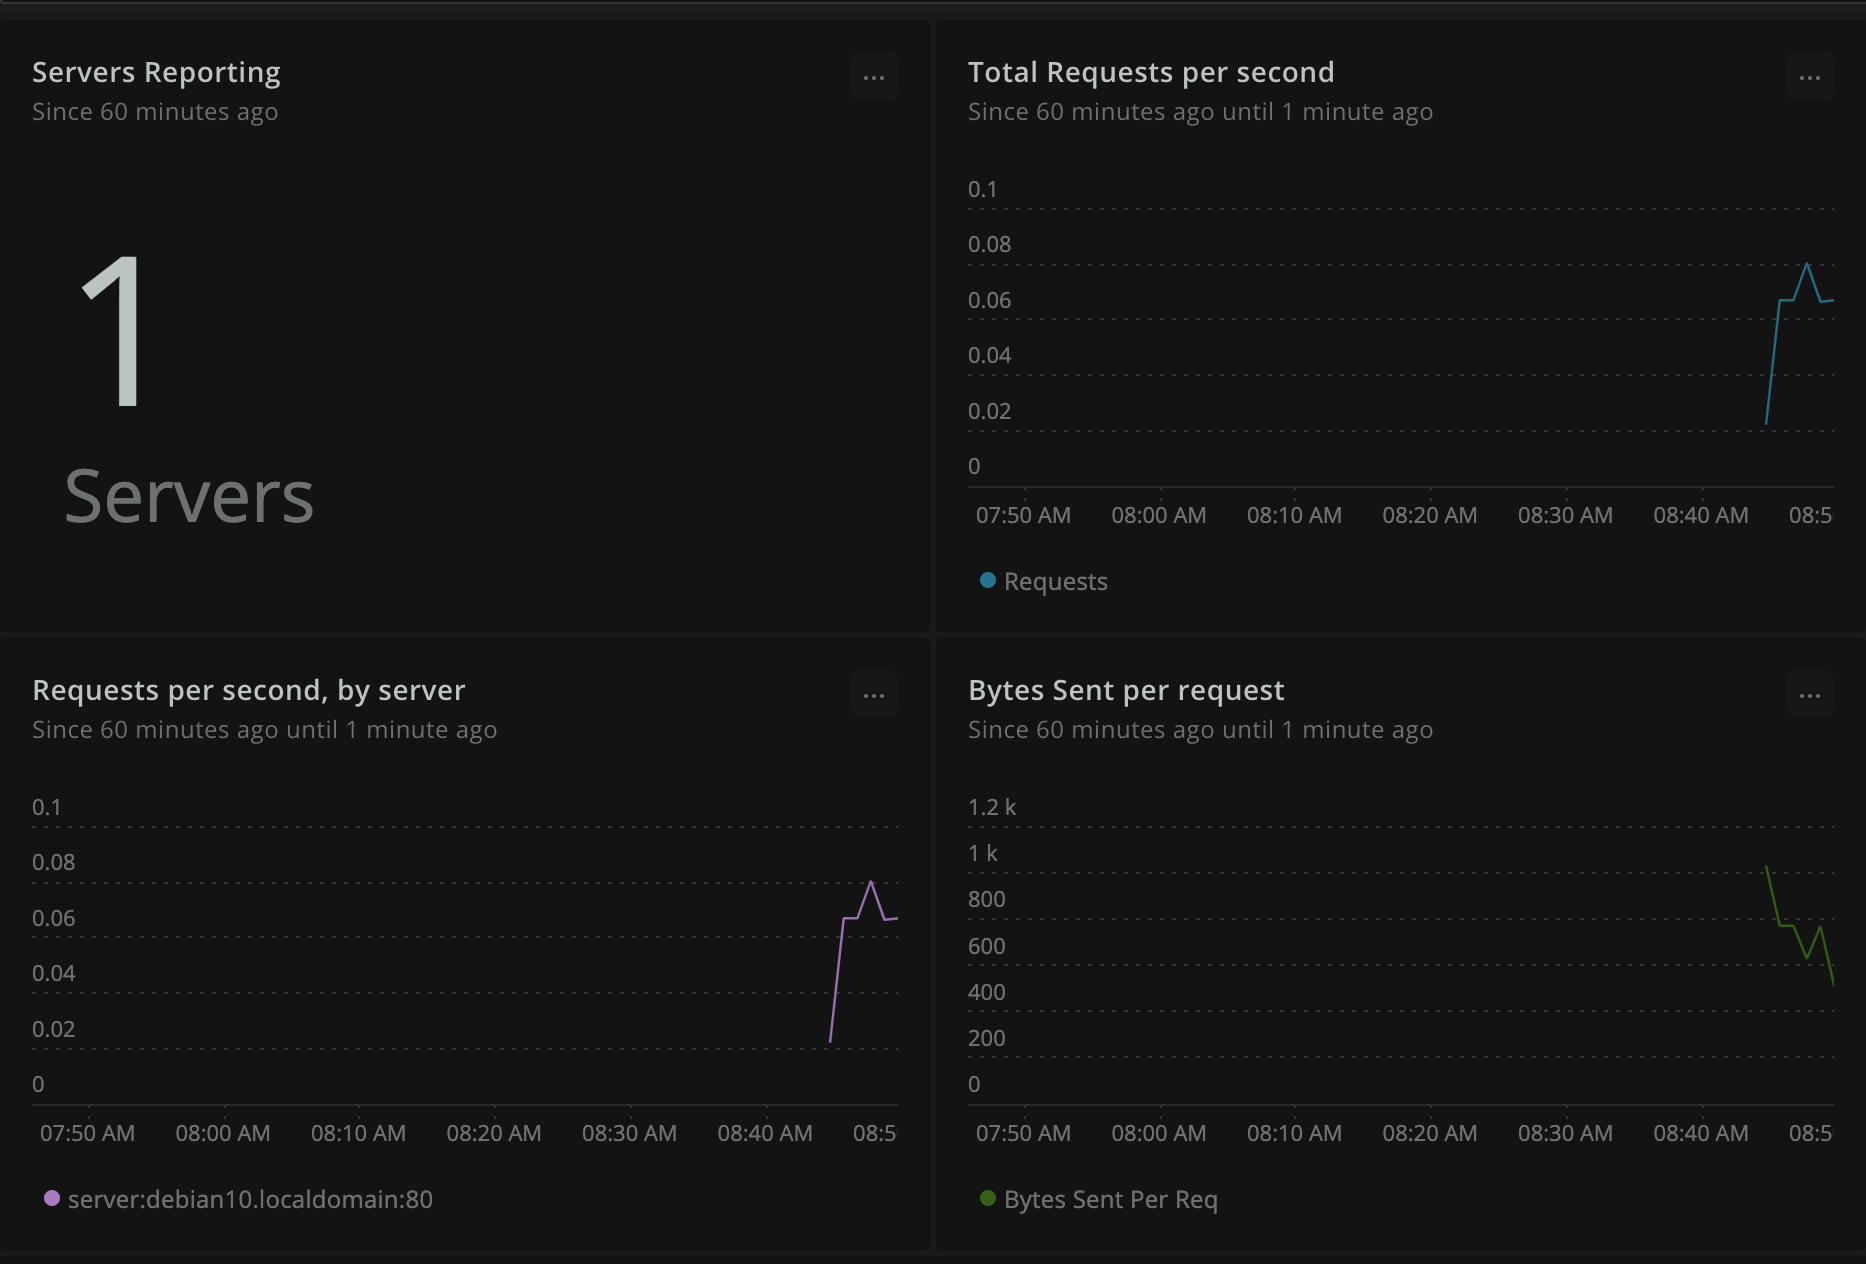 Servers Reporting
Since 60 minutes ago
...
1
Servers
Total Requests per second
Since 60 minutes ago until 1 minute ago
...
0.1
0.08
0.06
0.04
0.02
0
07:50 AM 08:00 AM 08:10 AM 08:20 AM 08:30 AM 08:40 AM 08:5
Requests
Requests per second, by server
Since 60 minutes ago until 1 minute ago
...
0.1
0.08
0.06
0.04
0.02
0
07:50 AM 08:00 AM 08:10 AM 08:20 AM 08:30 AM 08:40 AM 08:5
server:debian10.localdomain:80
Bytes Sent per request
Since 60 minutes ago until 1 minute ago
...
1.2 k
1 k
800
600
400
200
0
07:50 AM 08:00 AM 08:10 AM 08:20 AM 08:30 AM 08:40 AM 08:5
Bytes Sent Per Req